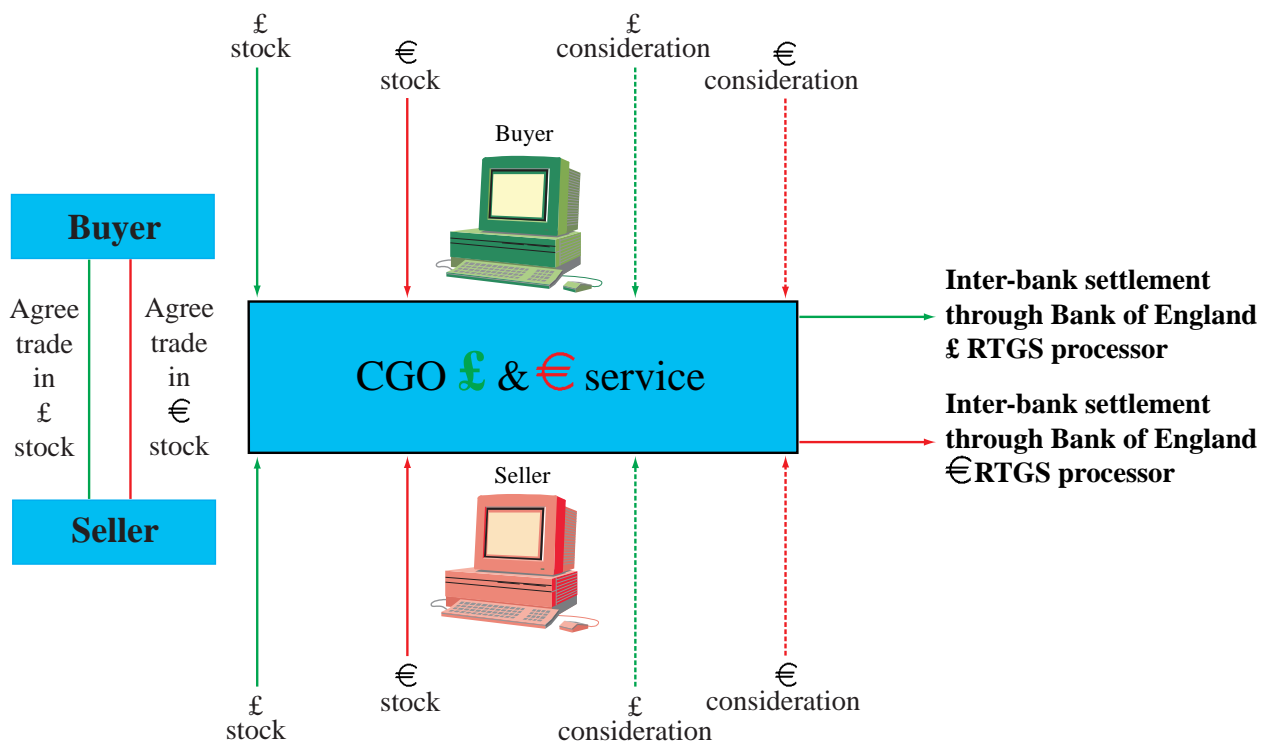 £
stock
€
stock
£
consideration
€
consideration
Buyer
Buyer
Agree
trade
in
£
stock
Agree
trade
in
€
stock
Seller
CGO £ & € service
Inter-bank settlement
through Bank of England
£ RTGS processor
Inter-bank settlement
through Bank of England
€ RTGS processor
Seller
£
stock
€
stock
£
consideration
€
consideration